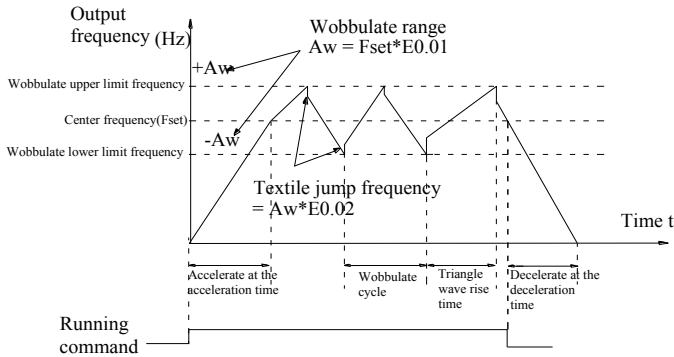 Output
frequency (Hz)
Wobbulate range
Aw = Fset*E0.01
+Aw
Wobbulate upper limit frequency
Center frequency(Fset)
-Aw
Wobbulate lower limit frequency
Textile jump frequency
= Aw*E0.02
Time t
Accelerate at the
acceleration time
Wobbulate
cycle
Triangle
wave rise
time
Decelerate at the
deceleration
time
Running
command